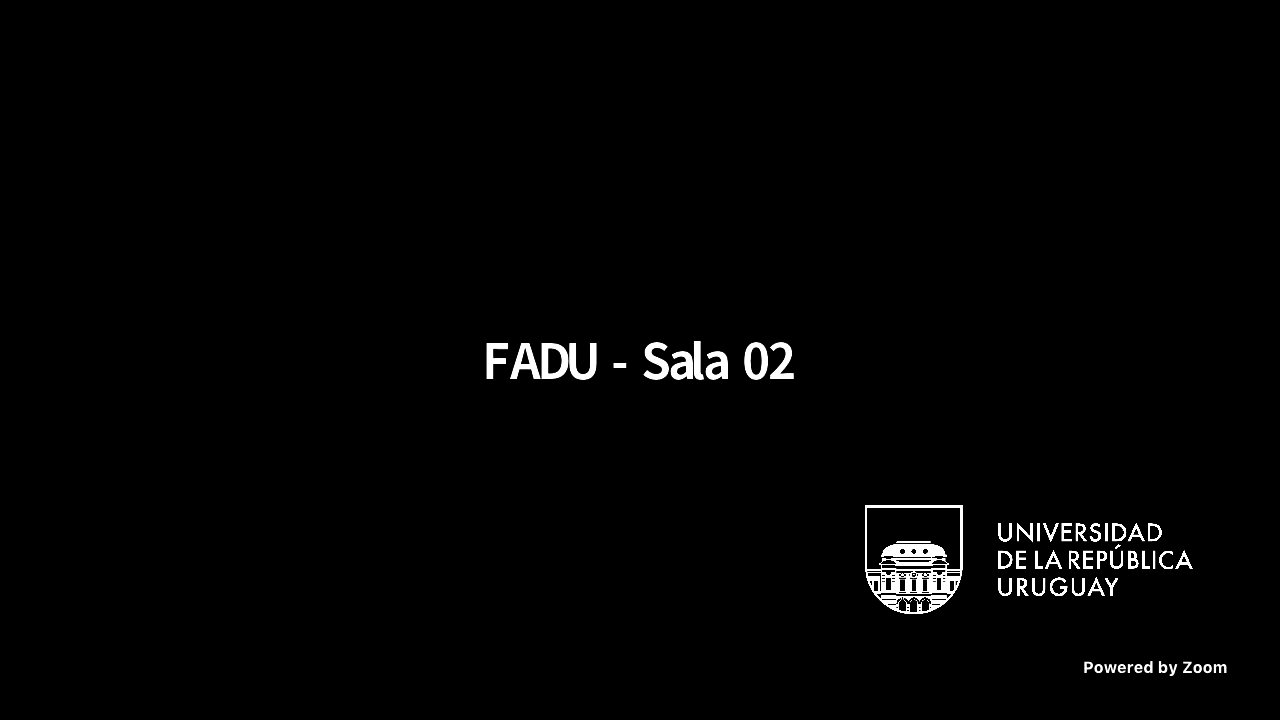 FADU - Sala 02
UNIVERSIDAD
DE LA REPÚBLICA
URUGUAY
Powered by Zoom